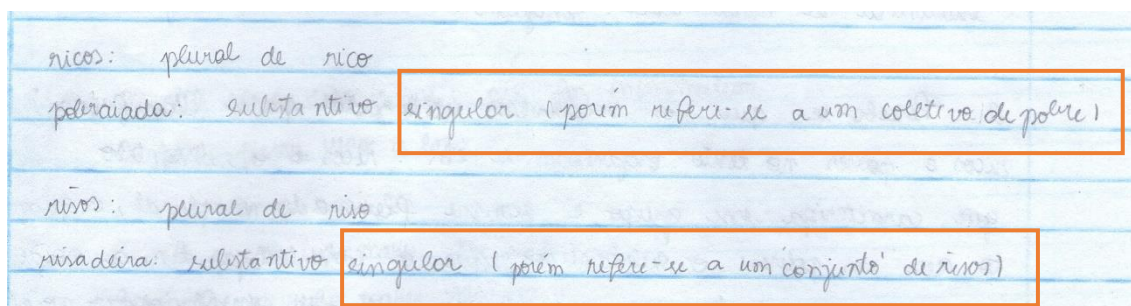 ricos: plural de rico
pobraiada: substantivo singular (porém refere-se a um coletivo de pobre)
risos: plural de riso
risadeira: substantivo singular (porém refere-se a um conjunto de risos)